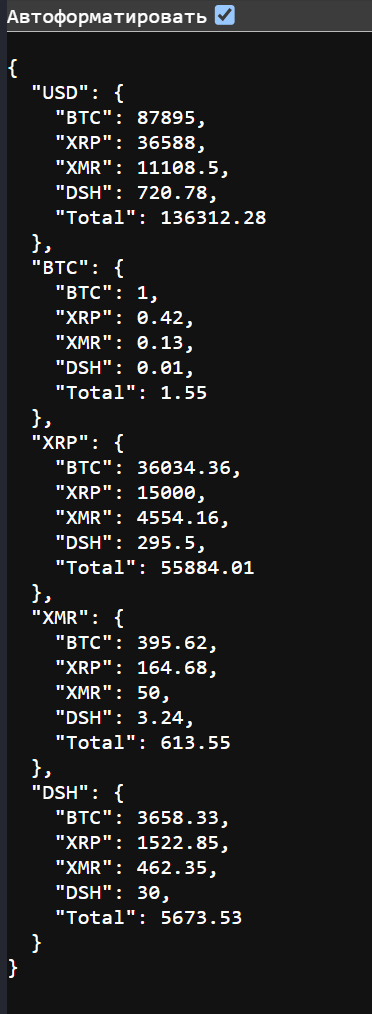 Автоформатировать
{
  "USD": {
    "BTC": 87895,
    "XRP": 36588,
    "XMR": 11108.5,
    "DSH": 720.78,
    "Total": 136312.28
  },
  "BTC": {
    "BTC": 1,
    "XRP": 0.42,
    "XMR": 0.13,
    "DSH": 0.01,
    "Total": 1.55
  },
  "XRP": {
    "BTC": 36034.36,
    "XRP": 15000,
    "XMR": 4554.16,
    "DSH": 295.5,
    "Total": 55884.01
  },
  "XMR": {
    "BTC": 395.62,
    "XRP": 164.68,
    "XMR": 50,
    "DSH": 3.24,
    "Total": 613.55
  },
  "DSH": {
    "BTC": 3658.33,
    "XRP": 1522.85,
    "XMR": 462.35,
    "DSH": 30,
    "Total": 5673.53
  }
}